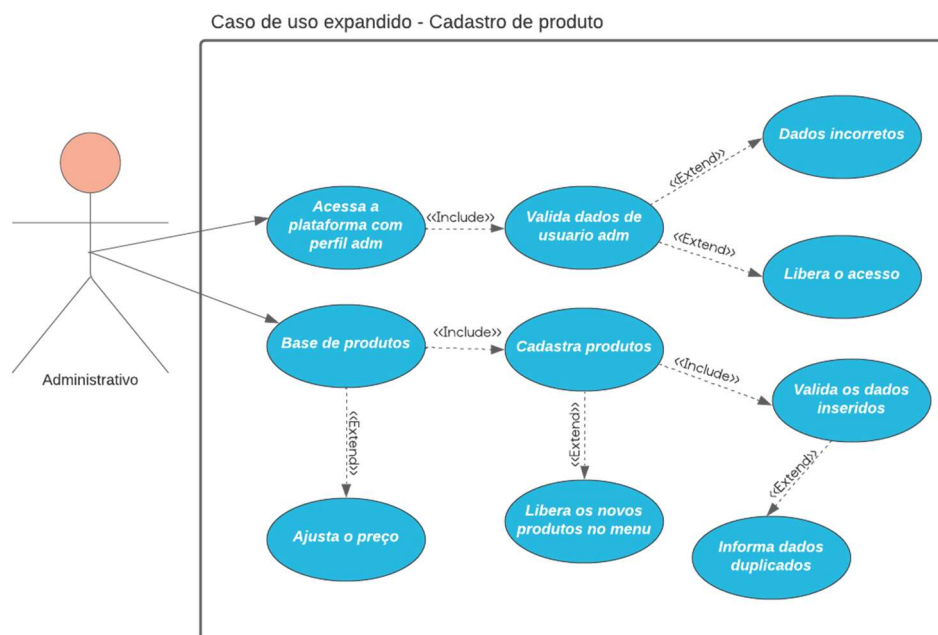 Caso de uso expandido - Cadastro de produto
Dados incorretos
<<Extend>>
Acessa a
plataforma com
perfil adm
<<Include>>
Valida dados de
usuario adm
<<Extend>>
Libera o acesso
Base de produtos
<<Include>>
Cadastra produtos
<<Include>>
Valida os dados
inseridos
Administrativo
<<Extend>>
<<Extend>>
<<Extend>>
Ajusta o preço
Libera os novos
produtos no menu
Informa dados
duplicados